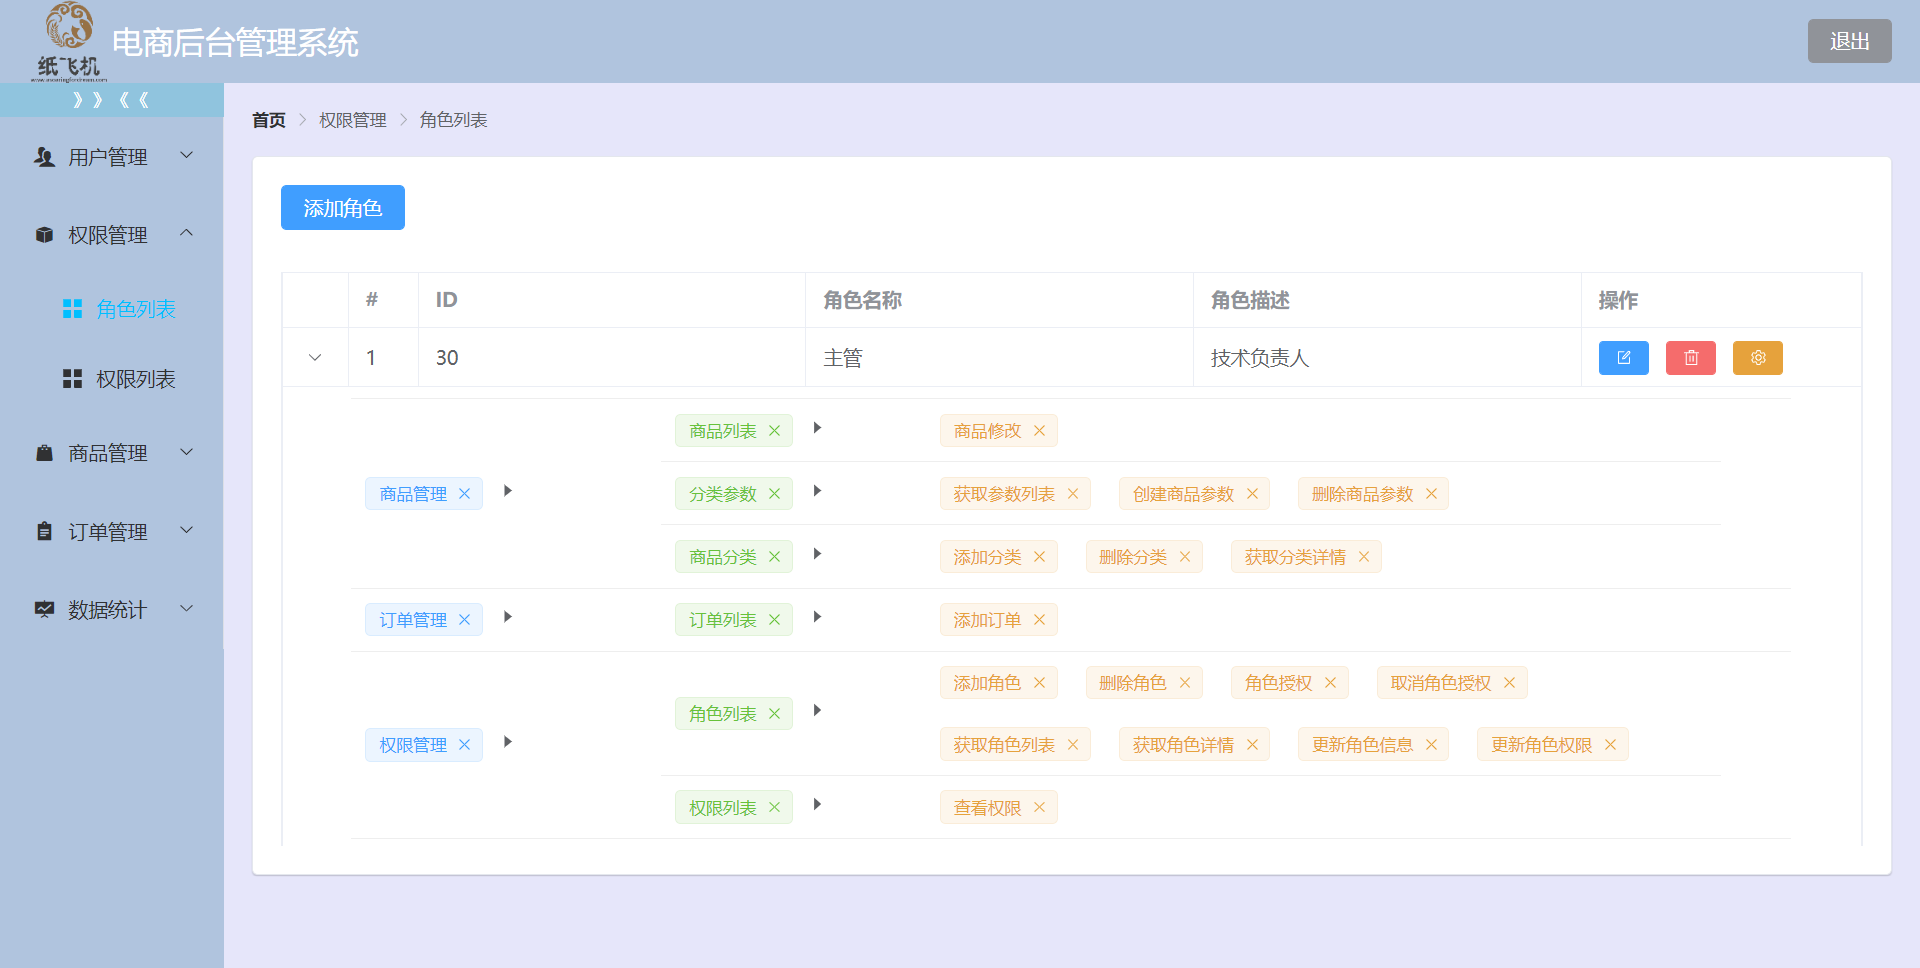 纸飞机
电商后台管理系统
退出
》》《《
首页 权限管理 角色列表
用户管理
权限管理
角色列表
权限列表
商品管理
订单管理
数据统计
添加角色
# ID 角色名称 角色描述 操作
1 30 主管 技术负责人
商品管理
商品列表 商品修改
分类参数 获取参数列表 创建商品参数 删除商品参数
商品分类 添加分类 删除分类 获取分类详情
订单管理 订单列表 添加订单
权限管理
角色列表
添加角色 删除角色 角色授权 取消角色授权
获取角色列表 获取角色详情 更新角色信息 更新角色权限
权限列表 查看权限